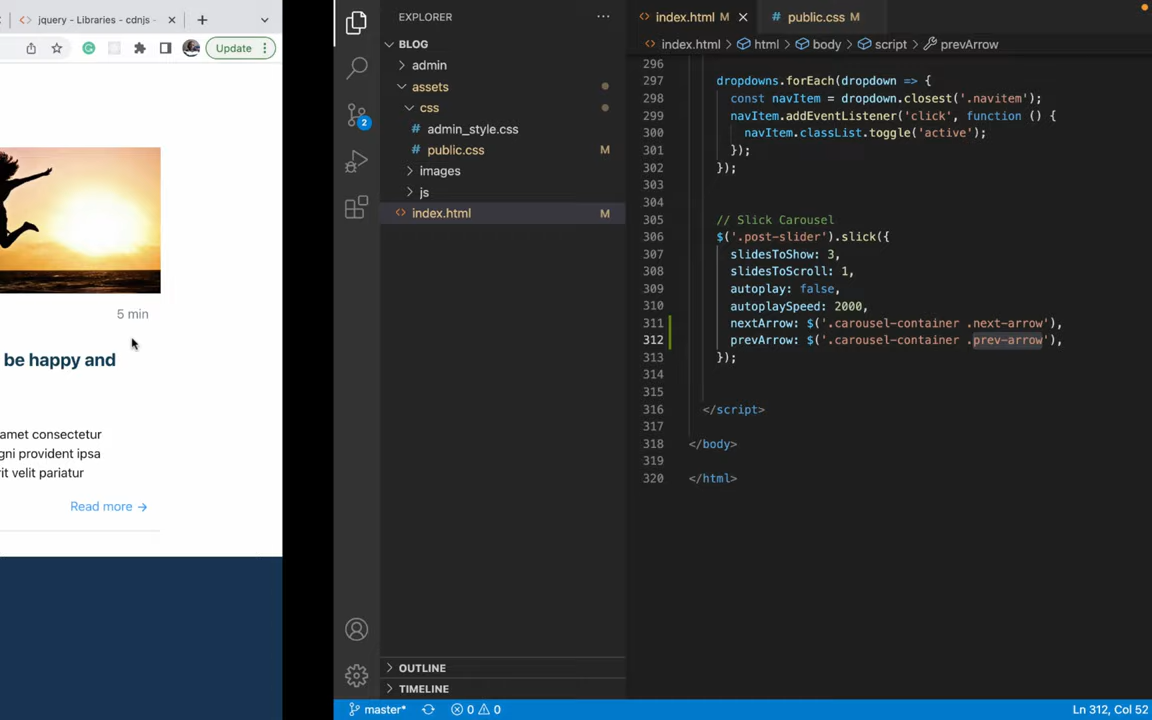 jquery - Libraries - cdnjs
Update
5 min
be happy and
amet consectetur
gni provident ipsa
rit velit pariatur
Read more →
EXPLORER
BLOG
admin
assets
css
# admin_style.css
# public.css M
images
js
<> index.html M
OUTLINE
TIMELINE
2
<> index.html M
# public.css M
<> index.html > html > body > script > prevArrow
296
297 dropdowns.forEach(dropdown => {
298 const navItem = dropdown.closest('.navitem');
299 navItem.addEventListener('click', function () {
300 navItem.classList.toggle('active');
301 });
302 });
303
304
305 // Slick Carousel
306 $('.post-slider').slick({
307 slidesToShow: 3,
308 slidesToScroll: 1,
309 autoplay: false,
310 autoplaySpeed: 2000,
311 nextArrow: $('.carousel-container .next-arrow'),
312 prevArrow: $('.carousel-container .prev-arrow'),
313 });
314
315
316 </script>
317
318 </body>
319
320 </html>
master*
0
0
Ln 312, Col 52